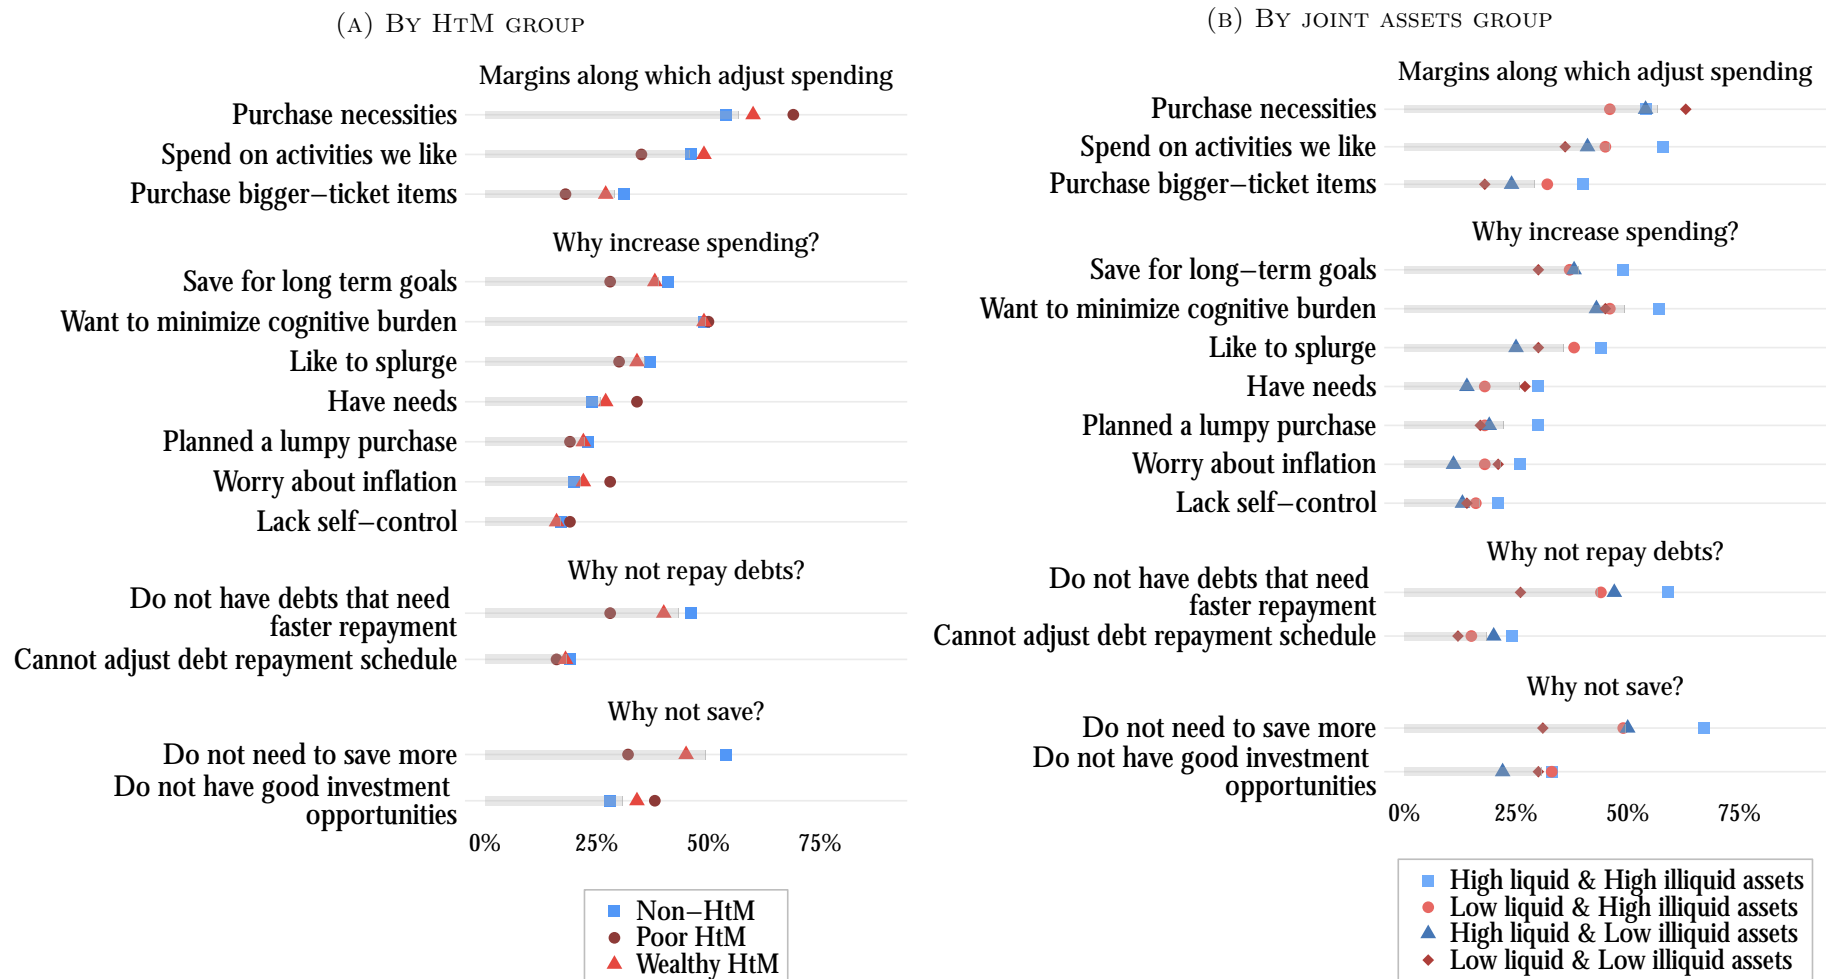 (A) BY HTM GROUP
Margins along which adjust spending
Purchase necessities
Spend on activities we like
Purchase bigger–ticket items
Why increase spending?
Save for long term goals
Want to minimize cognitive burden
Like to splurge
Have needs
Planned a lumpy purchase
Worry about inflation
Lack self–control
Why not repay debts?
Do not have debts that need
faster repayment
Cannot adjust debt repayment schedule
Why not save?
Do not need to save more
Do not have good investment
opportunities
0% 25% 50% 75%
Non–HtM
Poor HtM
Wealthy HtM
(B) BY JOINT ASSETS GROUP
Margins along which adjust spending
Purchase necessities
Spend on activities we like
Purchase bigger–ticket items
Why increase spending?
Save for long–term goals
Want to minimize cognitive burden
Like to splurge
Have needs
Planned a lumpy purchase
Worry about inflation
Lack self–control
Why not repay debts?
Do not have debts that need
faster repayment
Cannot adjust debt repayment schedule
Why not save?
Do not need to save more
Do not have good investment
opportunities
0% 25% 50% 75%
High liquid & High illiquid assets
Low liquid & High illiquid assets
High liquid & Low illiquid assets
Low liquid & Low illiquid assets